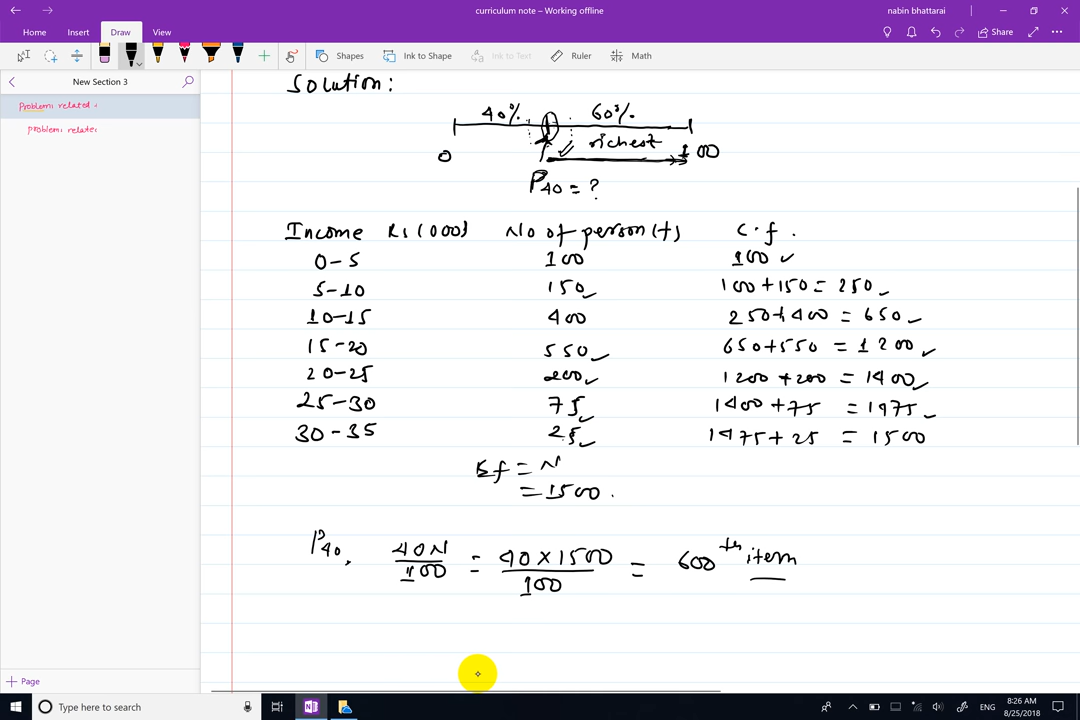 curriculum note – Working offline
nabin bhattarai
Home Insert Draw View
Share
Shapes Ink to Shape Ink to Text Ruler Math
New Section 3
Problem related
problem relate
Solution:
40% 60%
richest
0 100
P40 = ?
Income Rs (000) No of person (f) c.f.
0-5 100 100
5-10 150 100+150 = 250
10-15 400 250+400 = 650
15-20 550 650+550 = 1200
20-25 200 1200+200 = 1400
25-30 75 1400+75 = 1475
30-35 25 1475+25 = 1500
Σf = N
= 1500.
P40, 40N/100 = 40×1500/100 = 600th item
Page
Type here to search
8:26 AM
8/25/2018